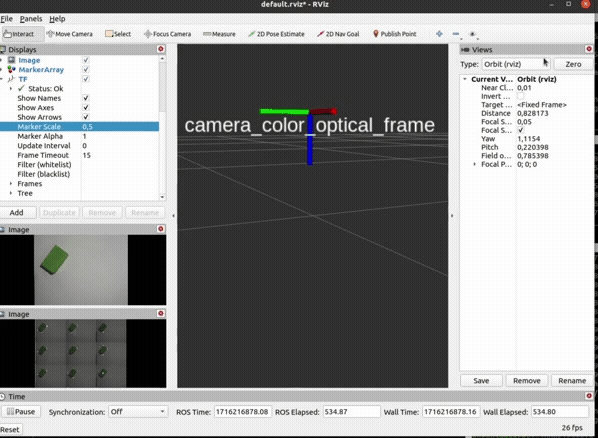 default.rviz* - RViz
File Panels Help
Interact Move Camera Select Focus Camera Measure 2D Pose Estimate 2D Nav Goal Publish Point
Displays
Image
MarkerArray
TF
Status: Ok
Show Names
Show Axes
Show Arrows
Marker Scale 0,5
Marker Alpha 1
Update Interval 0
Frame Timeout 15
Filter (whitelist)
Filter (blacklist)
Frames
Tree
Add Duplicate Remove Rename
Image
Image
camera_color_optical_frame
Views
Type: Orbit (rviz) Zero
Current V... Orbit (rviz)
Near Cl... 0,01
Invert ...
Target ... <Fixed Frame>
Distance 0,828173
Focal S... 0,05
Focal S...
Yaw 1,1154
Pitch 0,220398
Field o... 0,785398
Focal P... 0; 0; 0
Save Remove Rename
Time
Pause Synchronization: Off ROS Time: 1716216878.08 ROS Elapsed: 534.87 Wall Time: 1716216878.16 Wall Elapsed: 534.80
Reset 26 fps